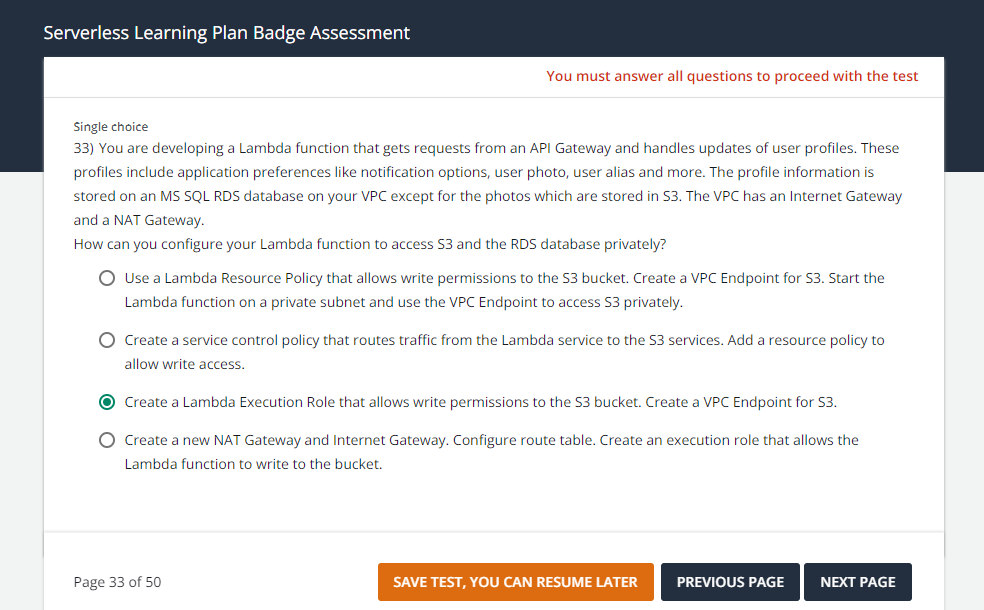 Serverless Learning Plan Badge Assessment
You must answer all questions to proceed with the test
Single choice
33) You are developing a Lambda function that gets requests from an API Gateway and handles updates of user profiles. These
profiles include application preferences like notification options, user photo, user alias and more. The profile information is
stored on an MS SQL RDS database on your VPC except for the photos which are stored in S3. The VPC has an Internet Gateway
and a NAT Gateway.
How can you configure your Lambda function to access S3 and the RDS database privately?
Use a Lambda Resource Policy that allows write permissions to the S3 bucket. Create a VPC Endpoint for S3. Start the
Lambda function on a private subnet and use the VPC Endpoint to access S3 privately.
Create a service control policy that routes traffic from the Lambda service to the S3 services. Add a resource policy to
allow write access.
Create a Lambda Execution Role that allows write permissions to the S3 bucket. Create a VPC Endpoint for S3.
Create a new NAT Gateway and Internet Gateway. Configure route table. Create an execution role that allows the
Lambda function to write to the bucket.
Page 33 of 50
SAVE TEST, YOU CAN RESUME LATER
PREVIOUS PAGE
NEXT PAGE